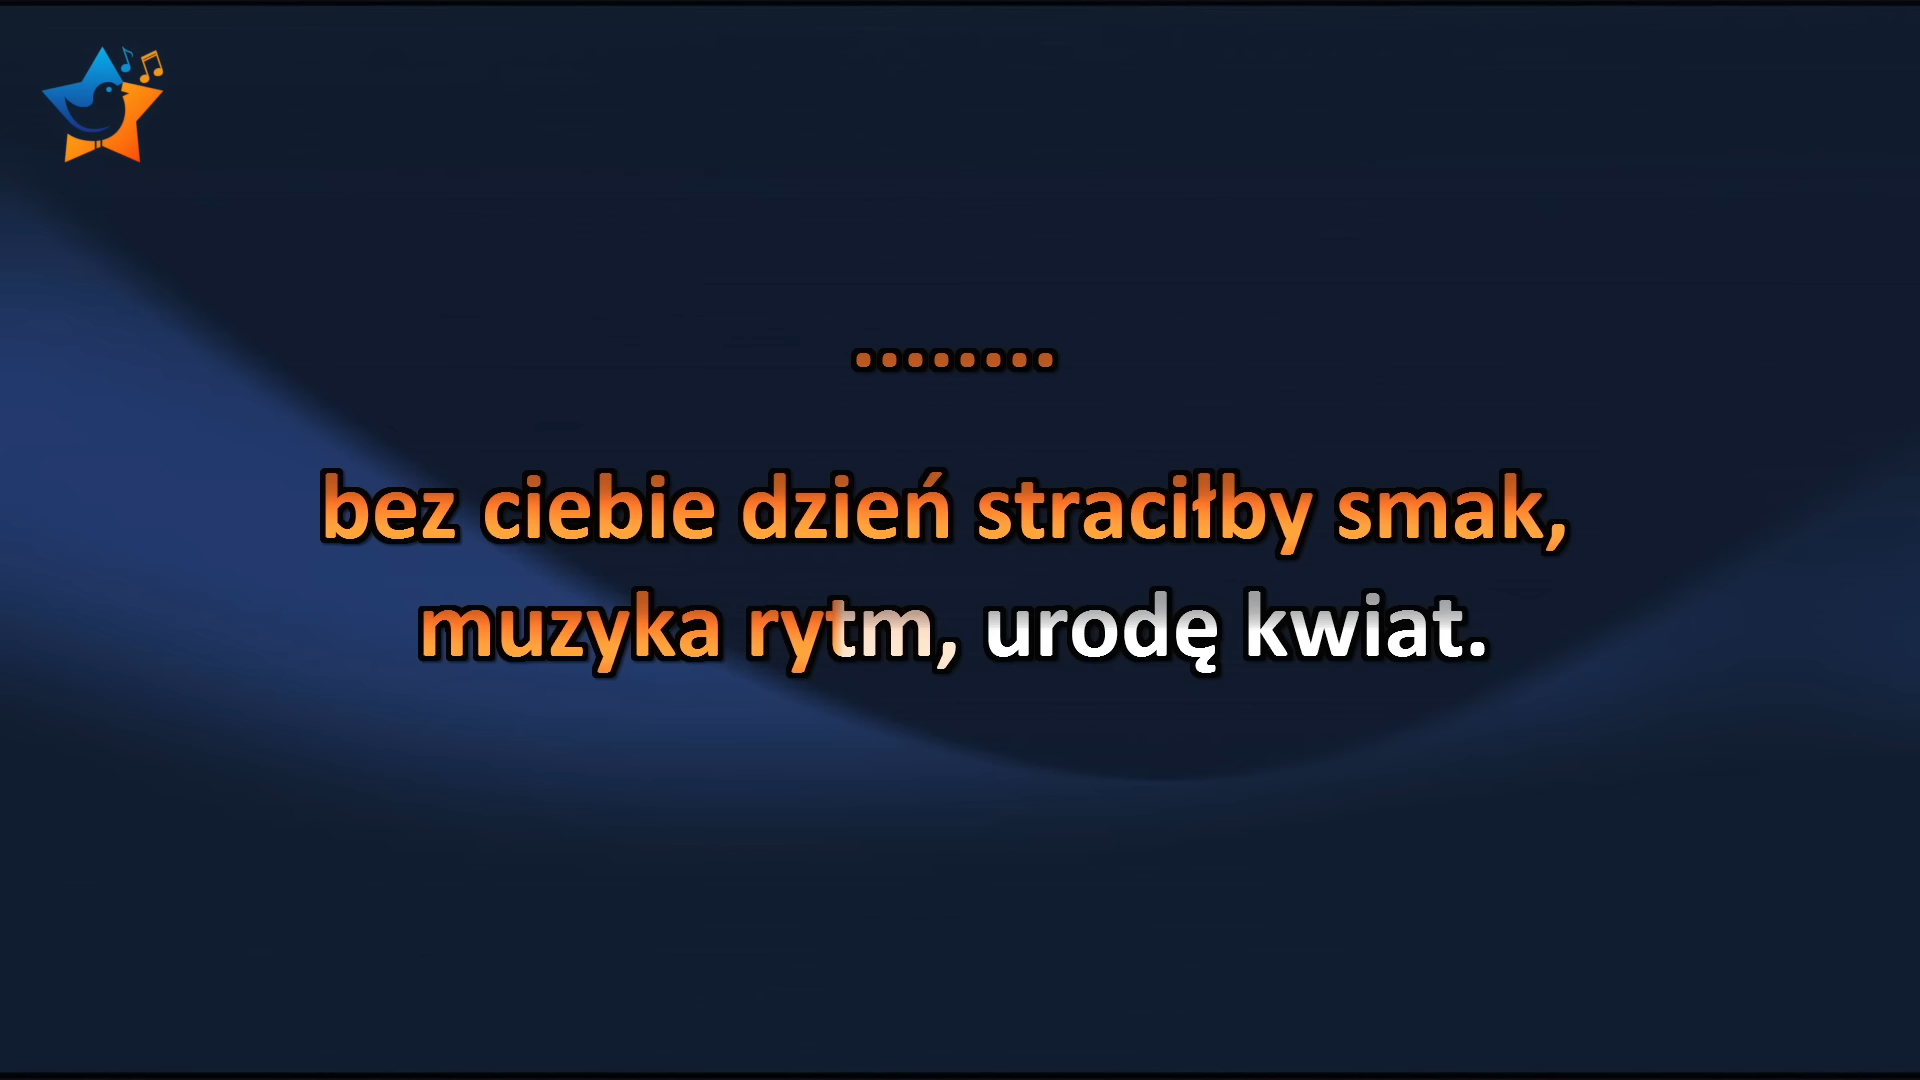 ........
bez ciebie dzień straciłby smak,
muzyka rytm, urodę kwiat.